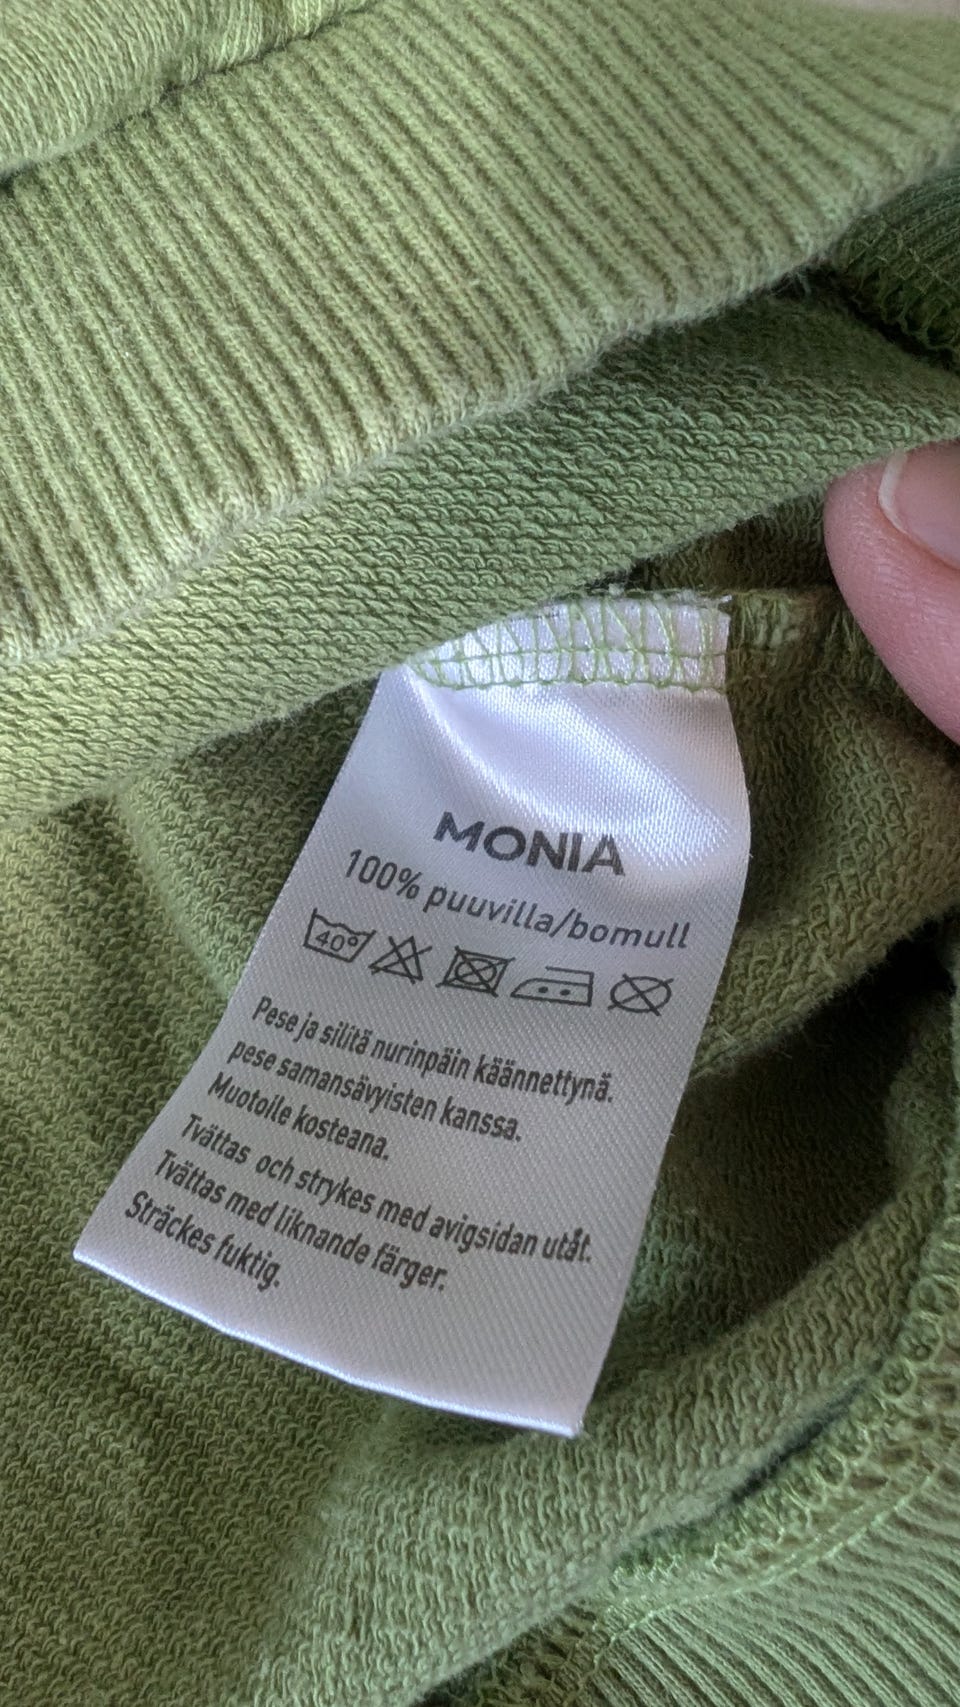 MONIA
100% puuvilla/bomull
40°
Pese ja silitä nurinpäin käännettynä.
pese samansävyisten kanssa.
Muotoile kosteana.
Tvättas och strykes med avigsidan utåt.
Tvättas med liknande färger.
Sträckes fuktig.